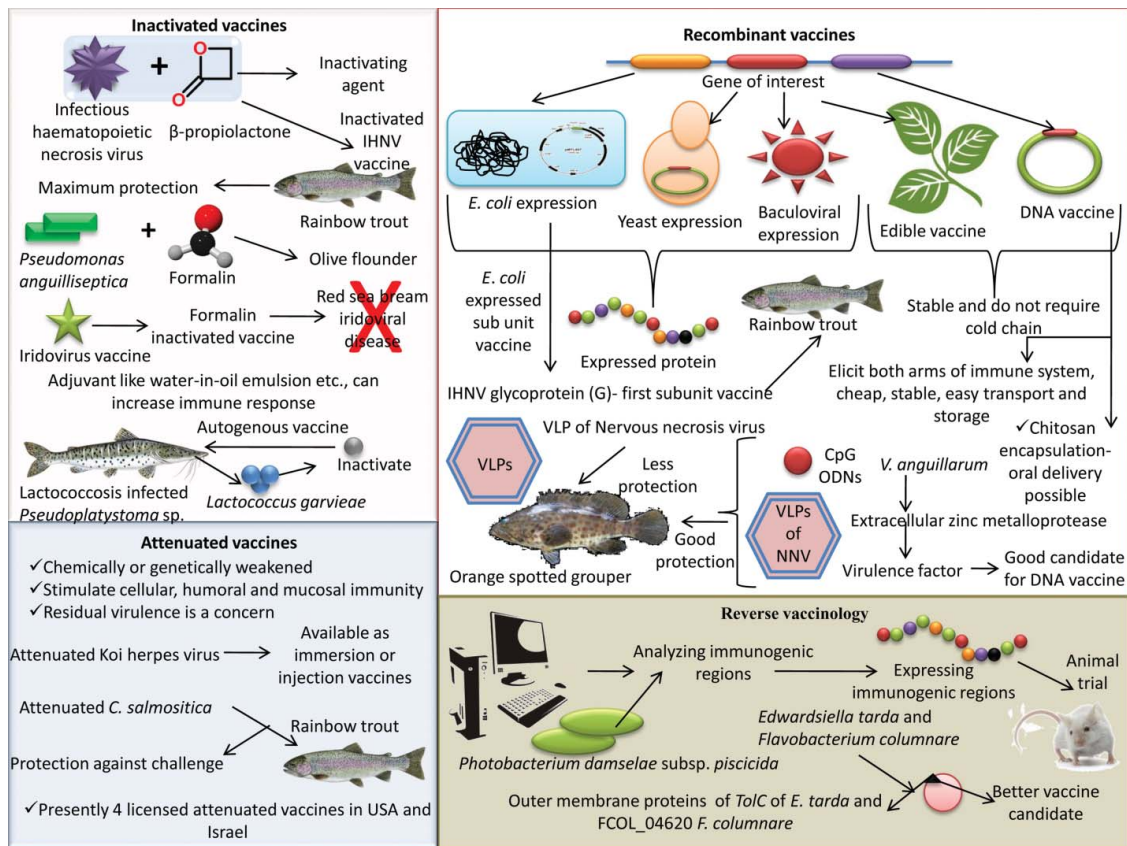 Inactivated vaccines
Infectious
haematopoietic
necrosis virus
+
O
O
β-propiolactone
Inactivating
agent
Inactivated
IHNV
vaccine
Maximum protection
Rainbow trout
Pseudomonas
anguilliseptica
+
Formalin
Olive flounder
Iridovirus vaccine
Formalin
inactivated vaccine
Red sea bream
iridoviral
disease
Adjuvant like water-in-oil emulsion etc., can
increase immune response
Autogenous vaccine
Inactivate
Lactococcus garvieae
Lactococcosis infected
Pseudoplatystoma sp.
Attenuated vaccines
✓Chemically or genetically weakened
✓Stimulate cellular, humoral and mucosal immunity
✓Residual virulence is a concern
Attenuated Koi herpes virus
Available as
immersion or
injection vaccines
Attenuated C. salmositica
Rainbow trout
Protection against challenge
✓Presently 4 licensed attenuated vaccines in USA and
Israel
Recombinant vaccines
Gene of interest
E. coli expression
Yeast expression
Baculoviral
expression
Edible vaccine
DNA vaccine
E. coli
expressed
sub unit
vaccine
Expressed protein
Rainbow trout
Stable and do not require
cold chain
IHNV glycoprotein (G)- first subunit vaccine
Elicit both arms of immune system,
cheap, stable, easy transport and
storage
✓Chitosan
encapsulation-
oral delivery
possible
VLP of Nervous necrosis virus
VLPs
Less
protection
Good
protection
Orange spotted grouper
CpG
ODNs
VLPs
of
NNV
V. anguillarum
Extracellular zinc metalloprotease
Virulence factor
Good candidate
for DNA vaccine
Reverse vaccinology
Analyzing immunogenic
regions
Expressing
immunogenic regions
Animal
trial
Photobacterium damselae subsp. piscicida
Edwardsiella tarda and
Flavobacterium columnare
Outer membrane proteins of TolC of E. tarda and
FCOL_04620 F. columnare
Better vaccine
candidate